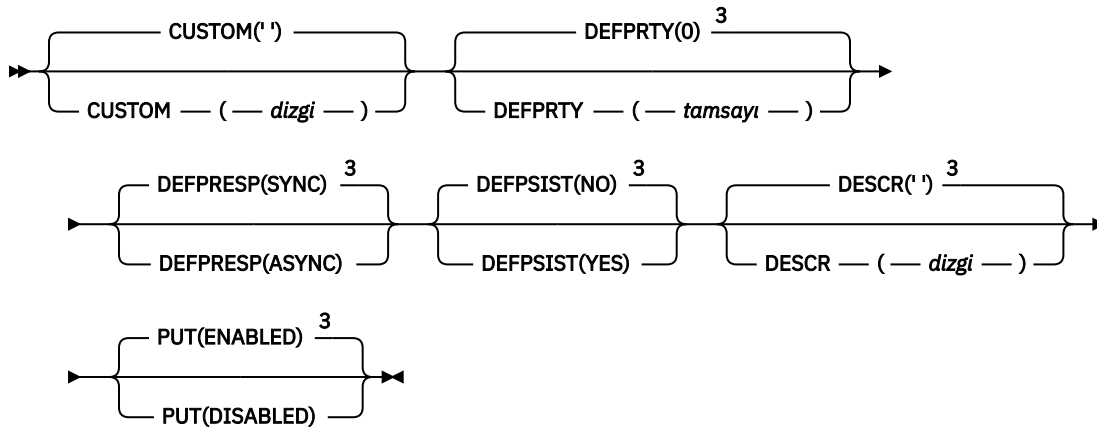 CUSTOM(' ') DEFPRTY(0) 3
CUSTOM ( dizgi ) DEFPRTY ( tamsayı )
DEFPRESP(SYNC) 3 DEFPSIST(NO) 3 DESCR(' ') 3
DEFPRESP(ASYNC) DEFPSIST(YES) DESCR ( dizgi )
PUT(ENABLED) 3
PUT(DISABLED)